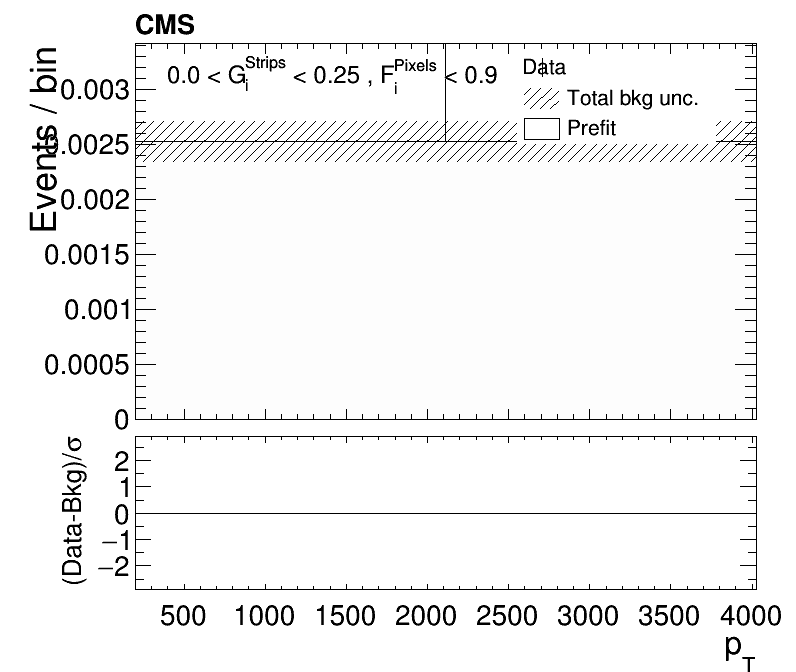 CMS
0.0 < G_i^Strips < 0.25 , F_i^Pixels < 0.9
Data
Total bkg unc.
Prefit
Events / bin
0.003
0.0025
0.002
0.0015
0.001
0.0005
0
(Data-Bkg)/σ
2
1
0
−1
−2
500 1000 1500 2000 2500 3000 3500 4000
p_T